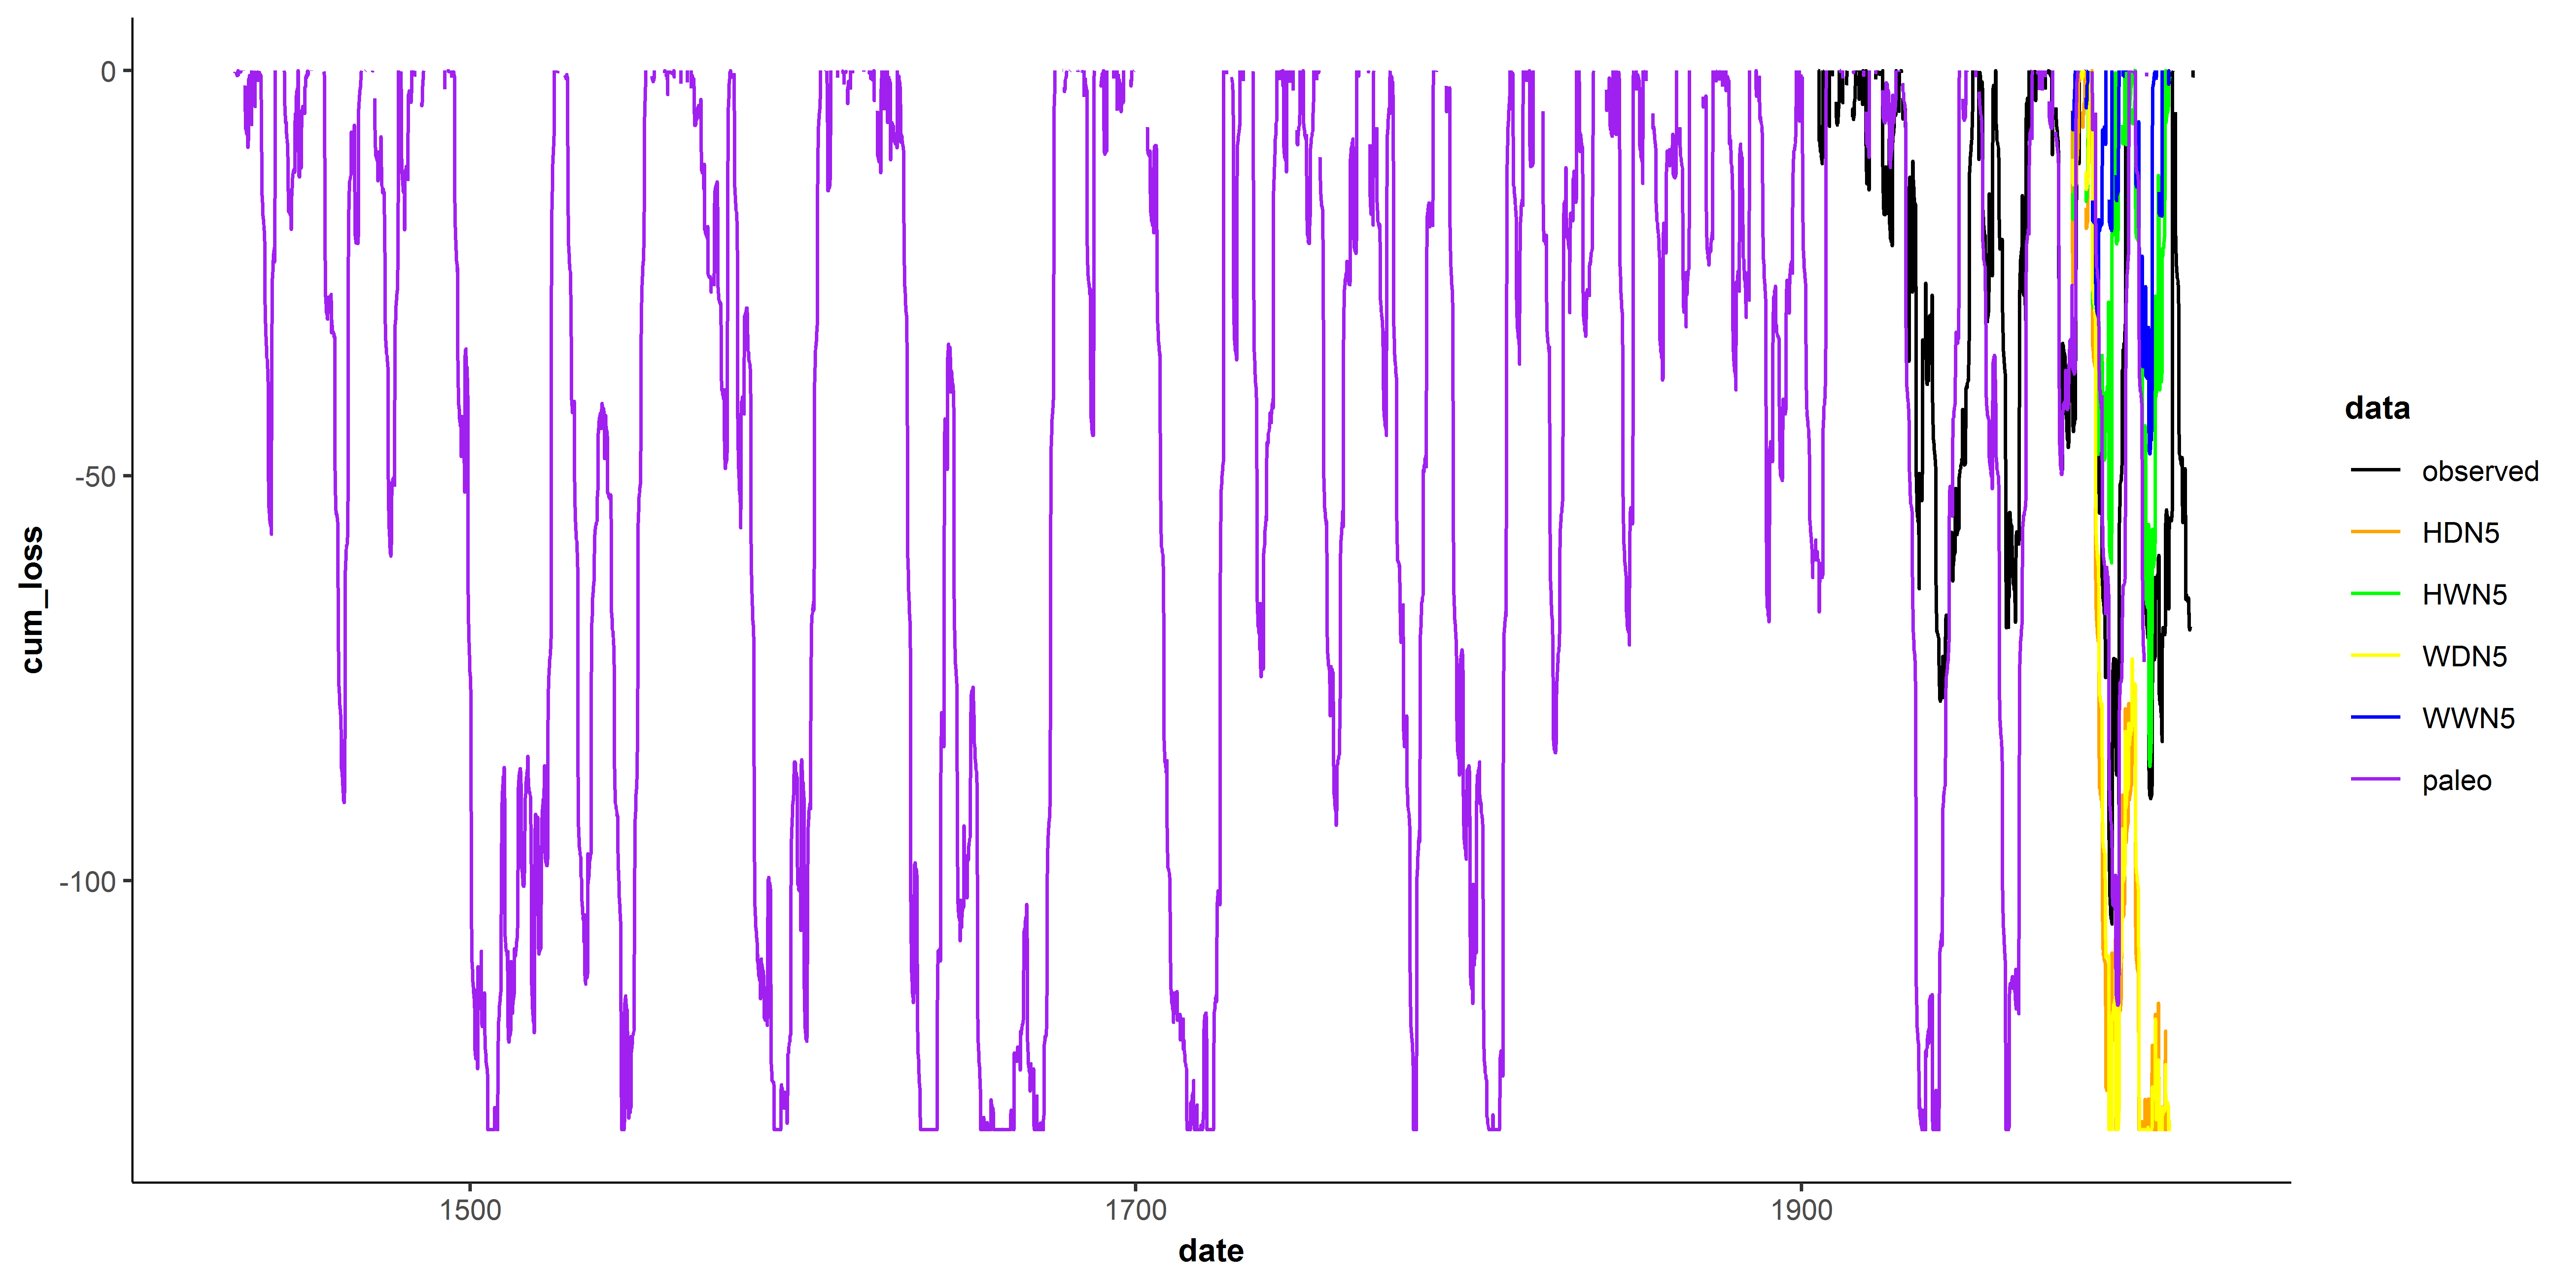 0
-50
-100
cum_loss
1500
1700
1900
date
data
observed
HDN5
HWN5
WDN5
WWN5
paleo